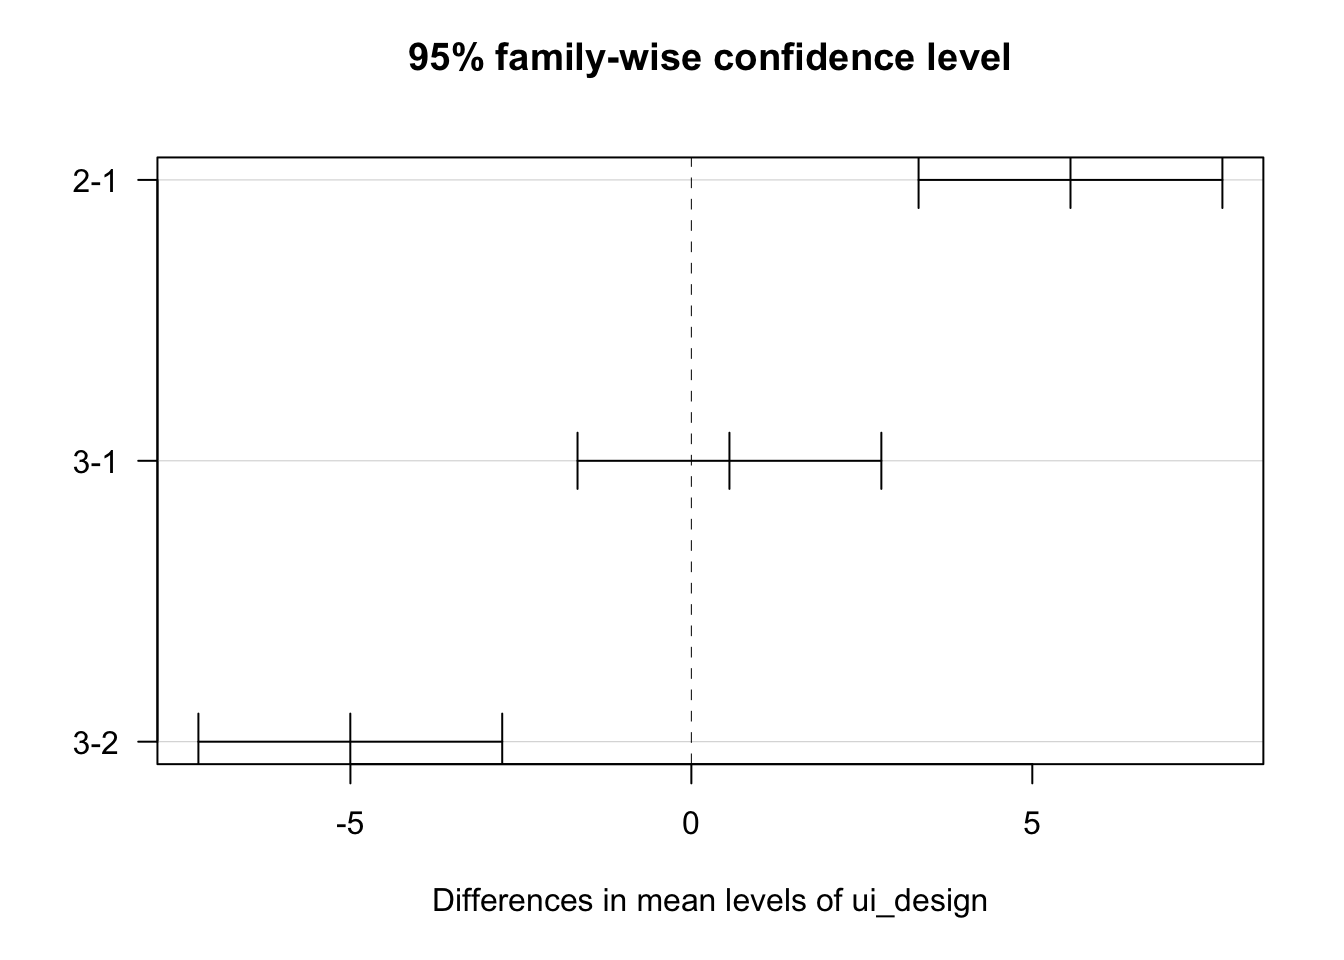 95% family-wise confidence level
2-1
3-1
3-2
-5 0 5
Differences in mean levels of ui_design